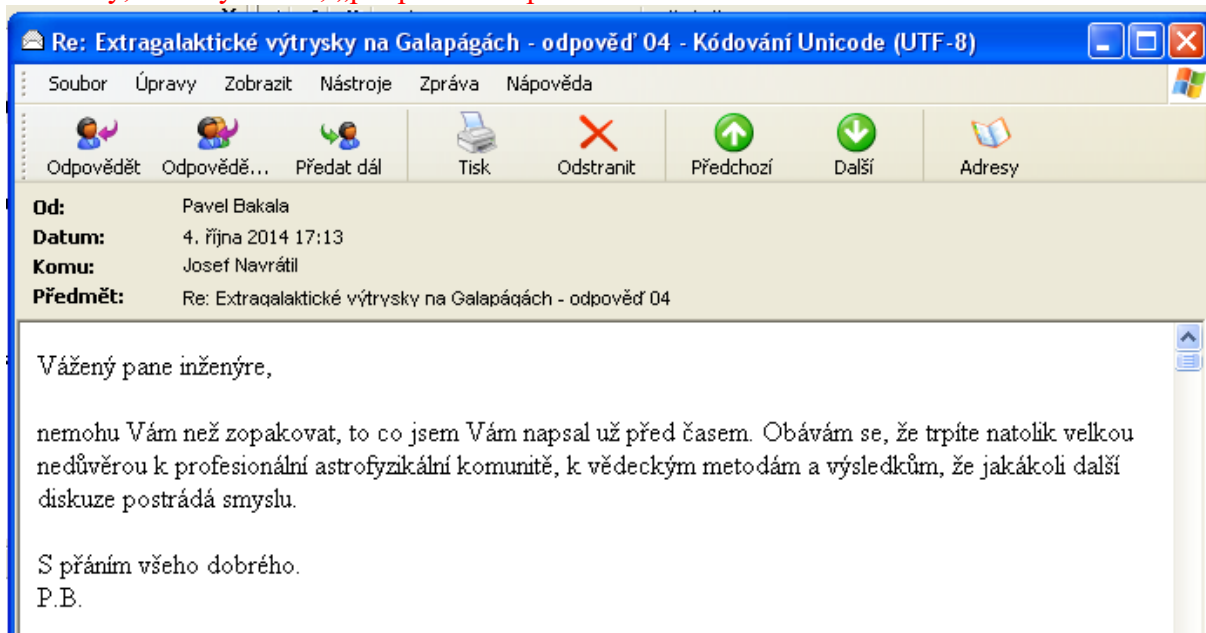 Re: Extragalaktické výtrysky na Galapágách - odpověď 04 - Kódování Unicode (UTF-8)
Soubor Úpravy Zobrazit Nástroje Zpráva Nápověda
Odpovědět Odpovědě... Předat dál Tisk Odstranit Předchozí Další Adresy
Od: Pavel Bakala
Datum: 4. října 2014 17:13
Komu: Josef Navrátil
Předmět: Re: Extragalaktické výtrysky na Galapágách - odpověď 04
Vážený pane inženýre,
nemohu Vám než zopakovat, to co jsem Vám napsal už před časem. Obávám se, že trpíte natolik velkou
nedůvěrou k profesionální astrofyzikální komunitě, k vědeckým metodám a výsledkům, že jakákoli další
diskuze postrádá smyslu.
S přáním všeho dobrého.
P.B.